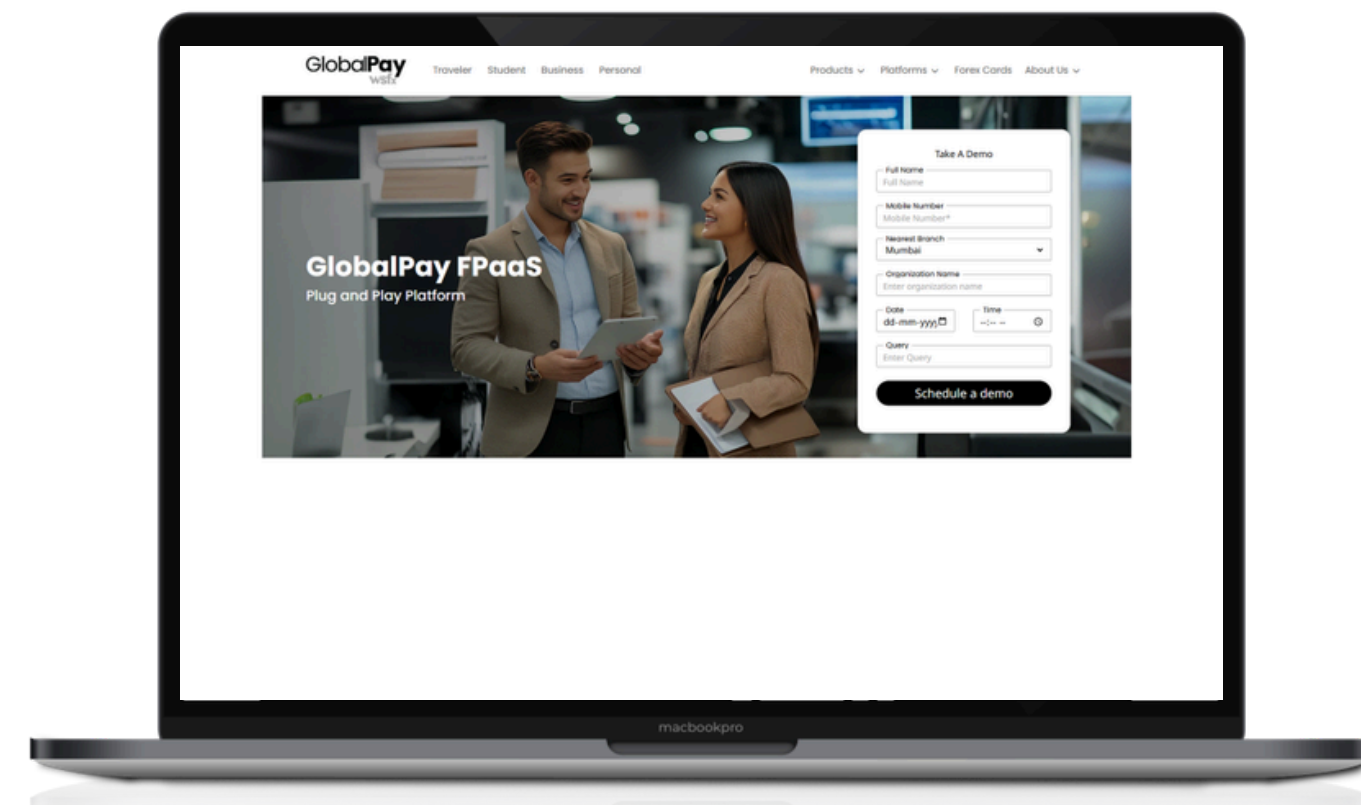 GlobalPay
wsfx
Traveler Student Business Personal
Products Platforms Forex Cards About Us
GlobalPay FPaaS
Plug and Play Platform
Take A Demo
Full Name
Full Name
Mobile Number
Mobile Number*
Nearest Branch
Mumbai
Organization Name
Enter organization name
Date Time
dd-mm-yyyy --:-- --
Query
Enter Query
Schedule a demo
macbookpro